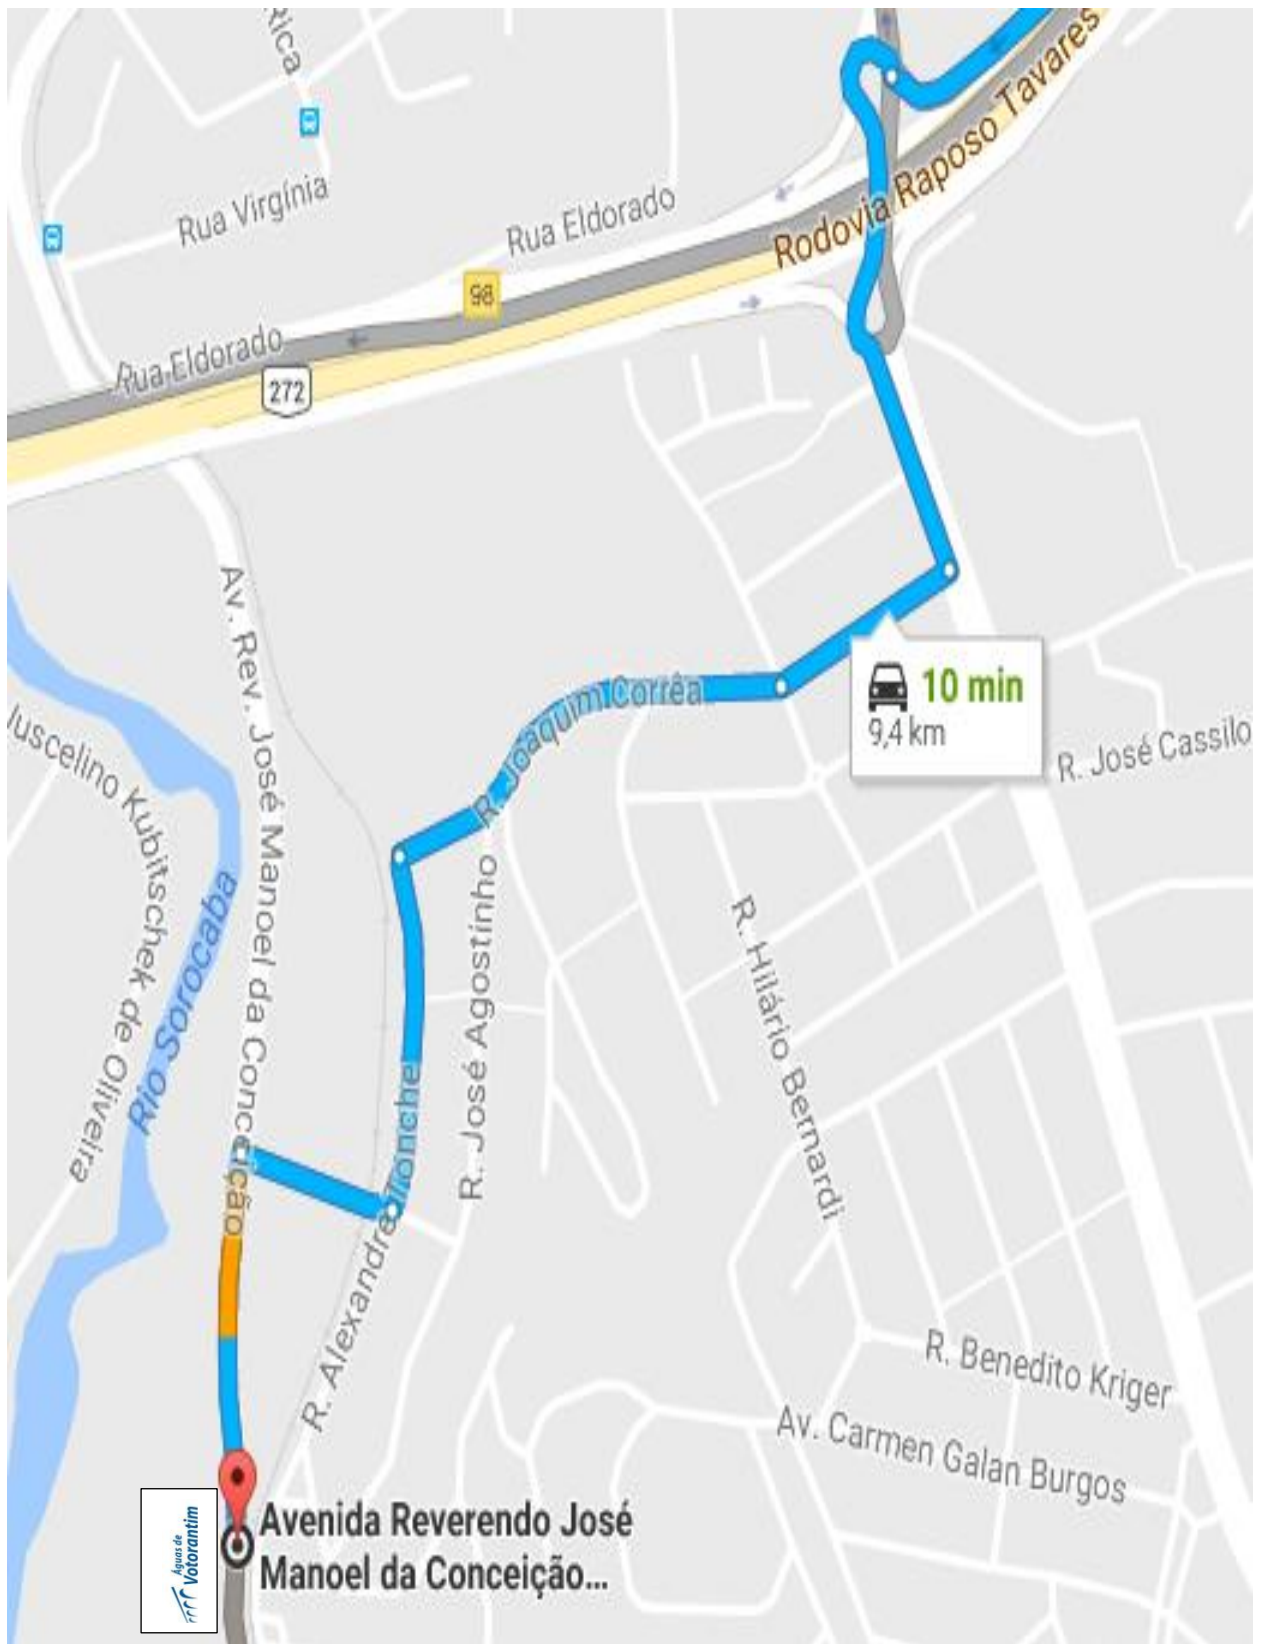 Rica
Rua Virgínia
Rua Eldorado
Rodovia Raposo Tavares
98
Rua Eldorado
272
Av. Rev. José Manoel da Conceição
R. Joaquim Corrêa
10 min
9,4 km
R. José Cassilo
Juscelino Kubitschek de Oliveira
Rio Sorocaba
R. José Agostinho
R. Hilário Bernardi
R. Alexandre Tionche
R. Benedito Kriger
Av. Carmen Galan Burgos
Águas de
Votorantim
Avenida Reverendo José
Manoel da Conceição...